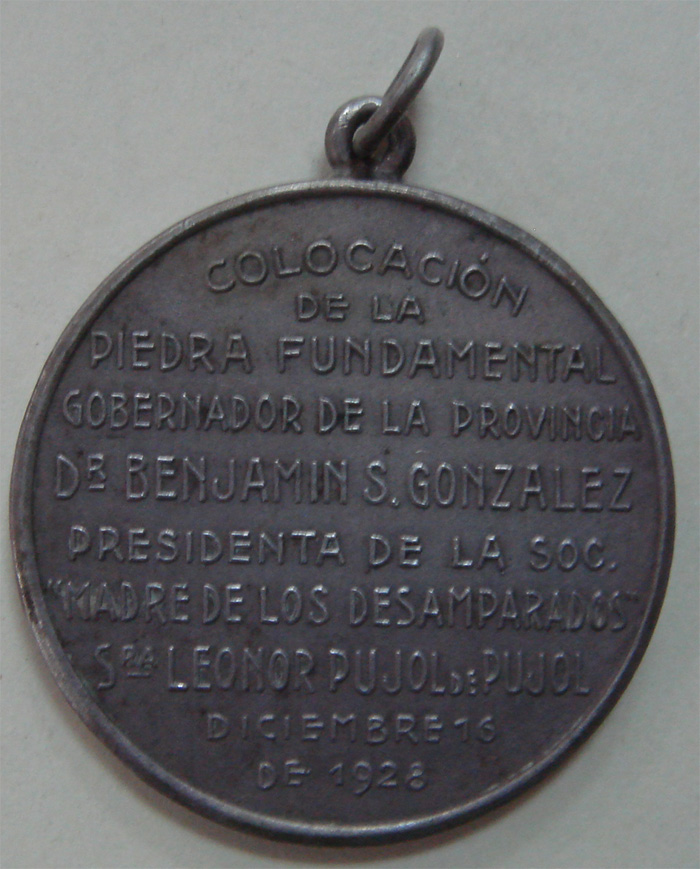 COLOCACIÓN
DE LA
PIEDRA FUNDAMENTAL
GOBERNADOR DE LA PROVINCIA
DR BENJAMIN S. GONZALEZ
PRESIDENTA DE LA SOC.
"MADRE DE LOS DESAMPARADOS"
SRA LEONOR PUJOL DE PUJOL
DICIEMBRE 16
DE 1928